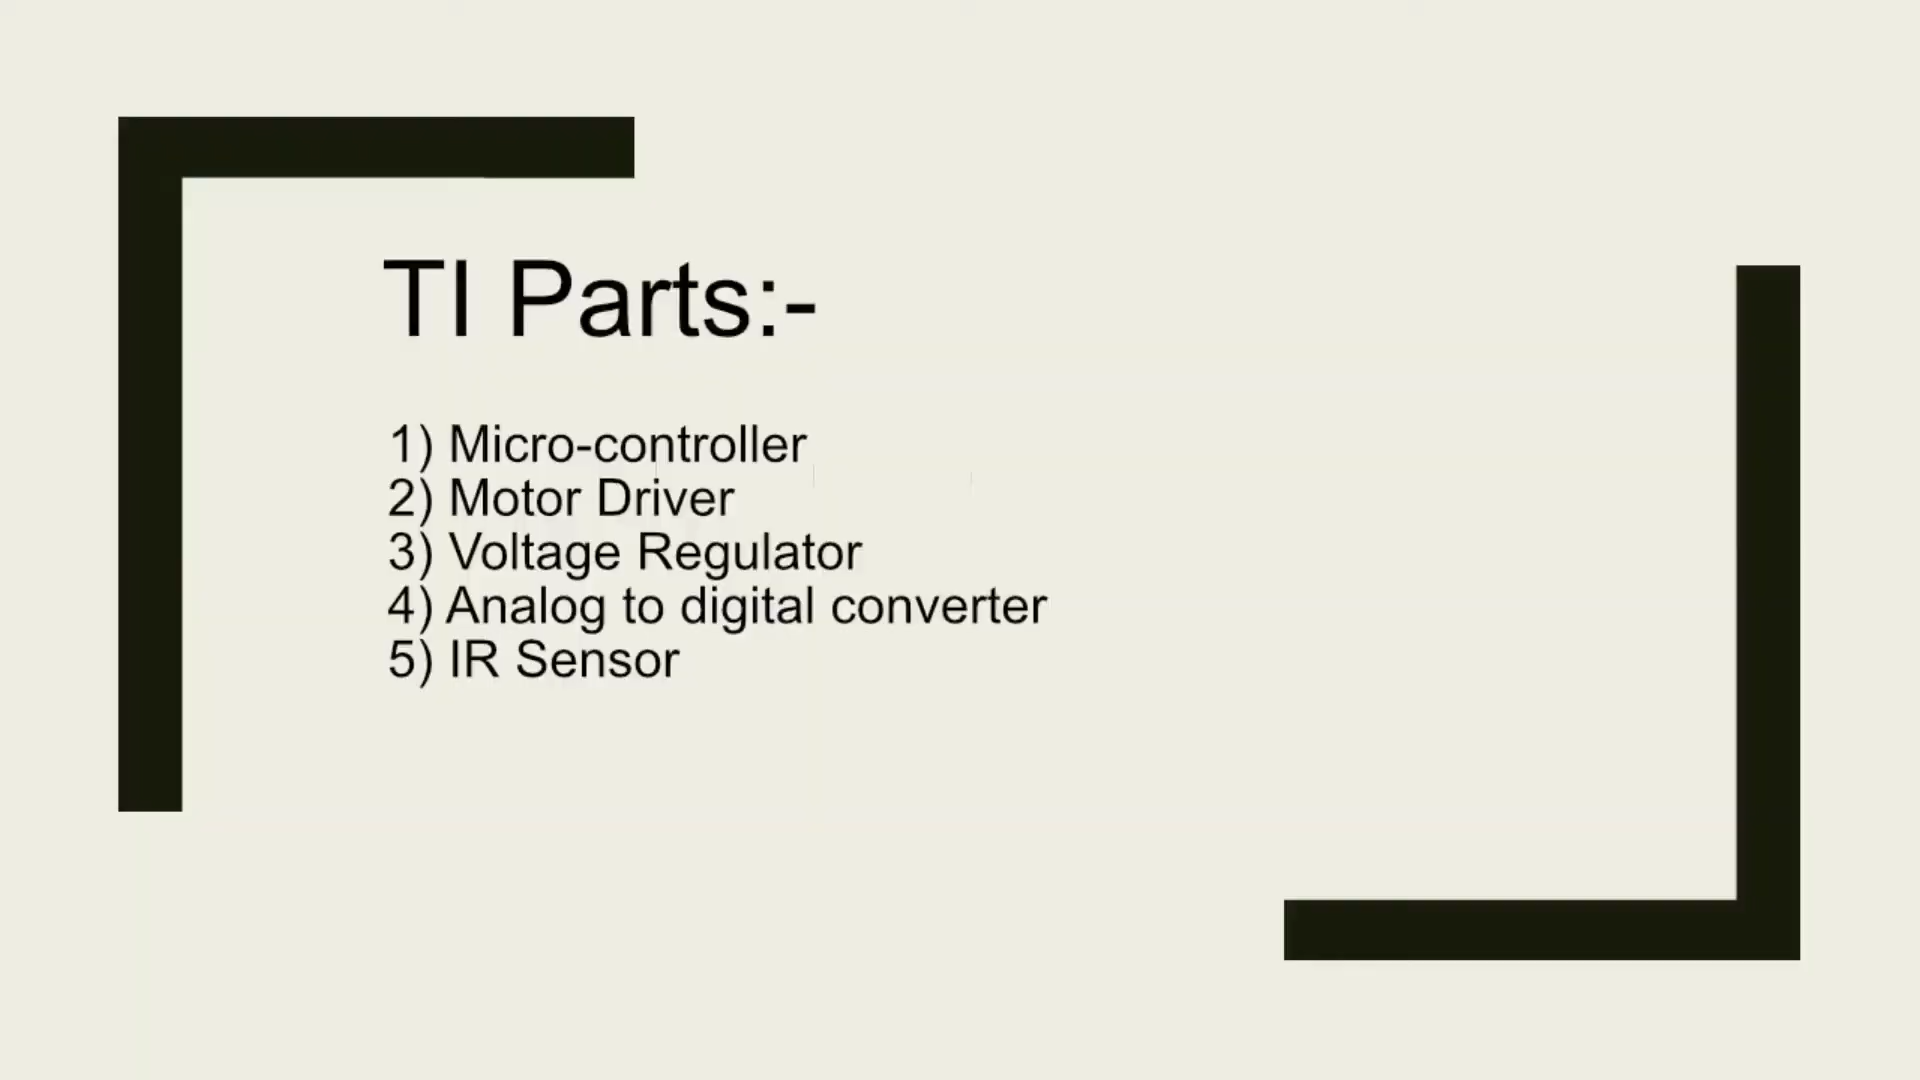 TI Parts:-
1) Micro-controller
2) Motor Driver
3) Voltage Regulator
4) Analog to digital converter
5) IR Sensor